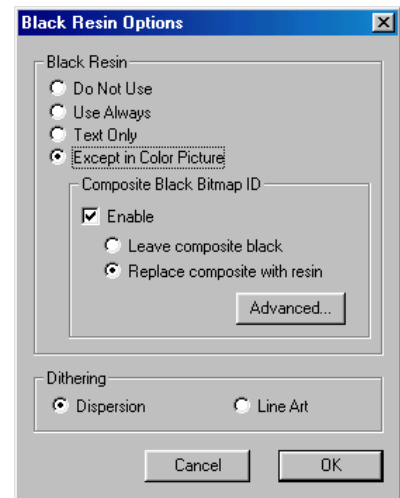 Black Resin Options
Black Resin
Do Not Use
Use Always
Text Only
Except in Color Picture
Composite Black Bitmap ID
Enable
Leave composite black
Replace composite with resin
Advanced...
Dithering
Dispersion Line Art
Cancel OK